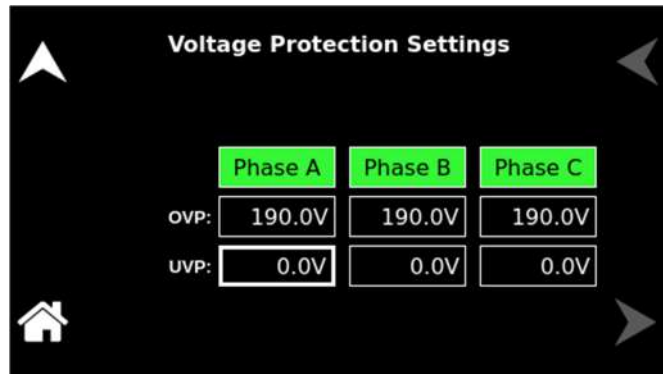 Voltage Protection Settings
Phase A Phase B Phase C
OVP: 190.0V 190.0V 190.0V
UVP: 0.0V 0.0V 0.0V